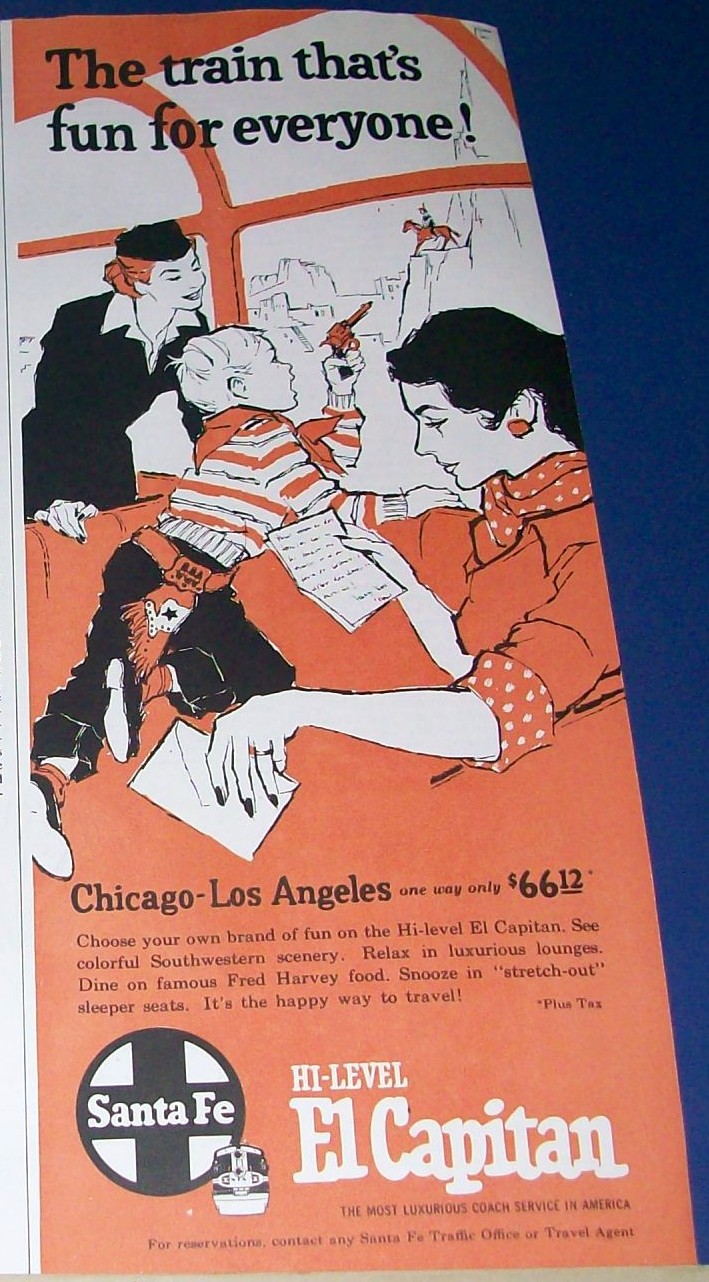 The train that's
fun for everyone!
Chicago-Los Angeles one way only $66.12*
Choose your own brand of fun on the Hi-level El Capitan. See
colorful Southwestern scenery. Relax in luxurious lounges.
Dine on famous Fred Harvey food. Snooze in "stretch-out"
sleeper seats. It's the happy way to travel!
*Plus Tax
Santa Fe
HI-LEVEL
El Capitan
THE MOST LUXURIOUS COACH SERVICE IN AMERICA
For reservations, contact any Santa Fe Traffic Office or Travel Agent